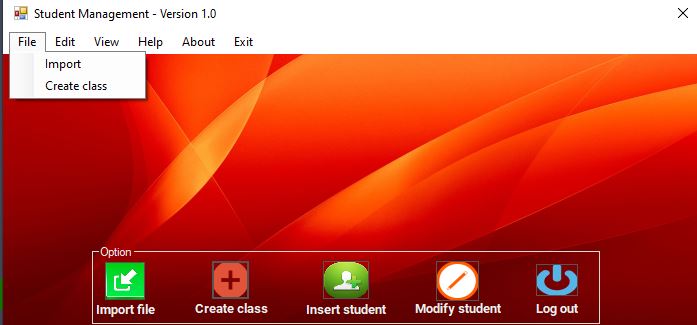 Student Management - Version 1.0
File Edit View Help About Exit
Import
Create class
Option
Import file Create class Insert student Modify student Log out